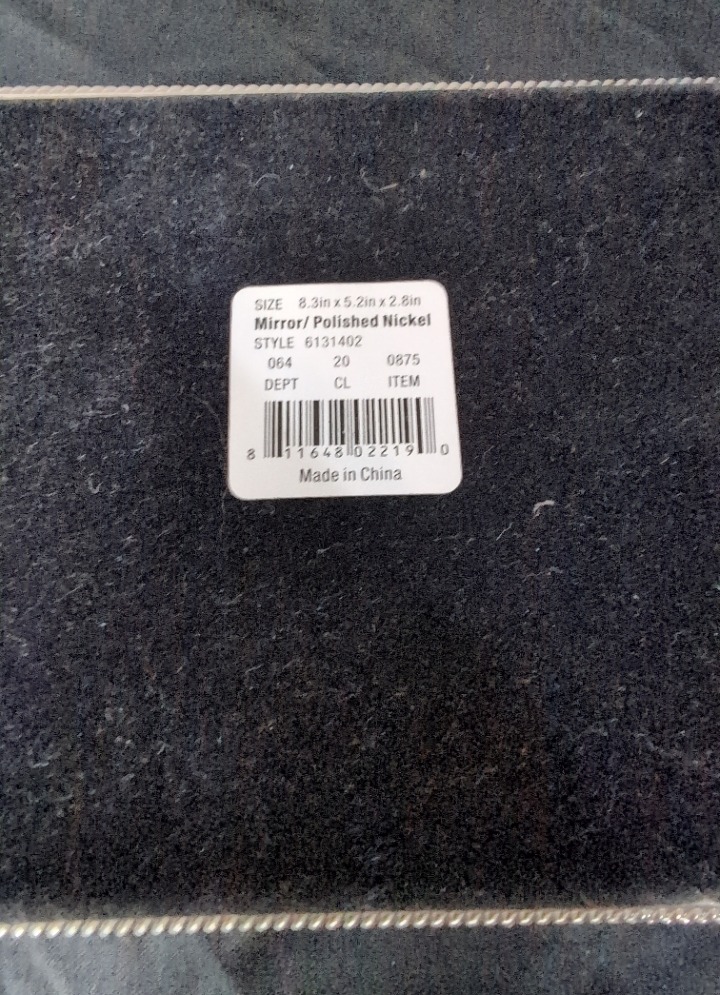 SIZE 8.3in x 5.2in x 2.8in
Mirror/ Polished Nickel
STYLE 6131402
064 20 0875
DEPT CL ITEM
8 11648 02219 0
Made in China